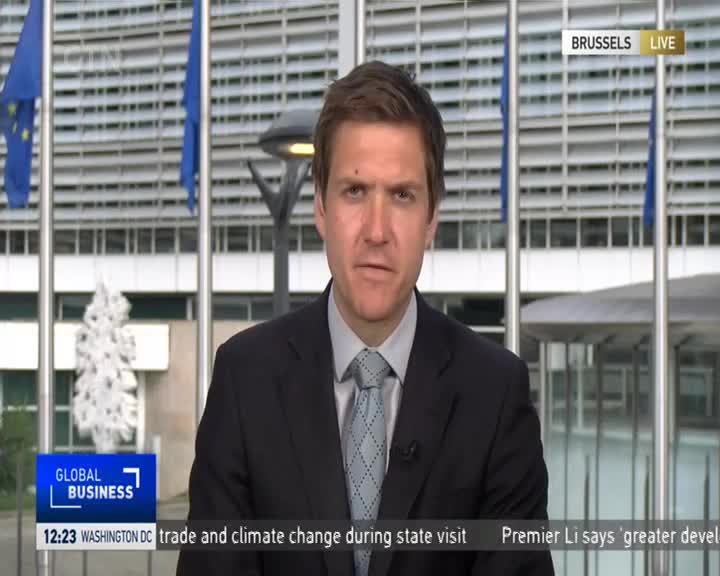 CGTN
BRUSSELS LIVE
GLOBAL
BUSINESS
12:23 WASHINGTON DC trade and climate change during state visit Premier Li says 'greater devel